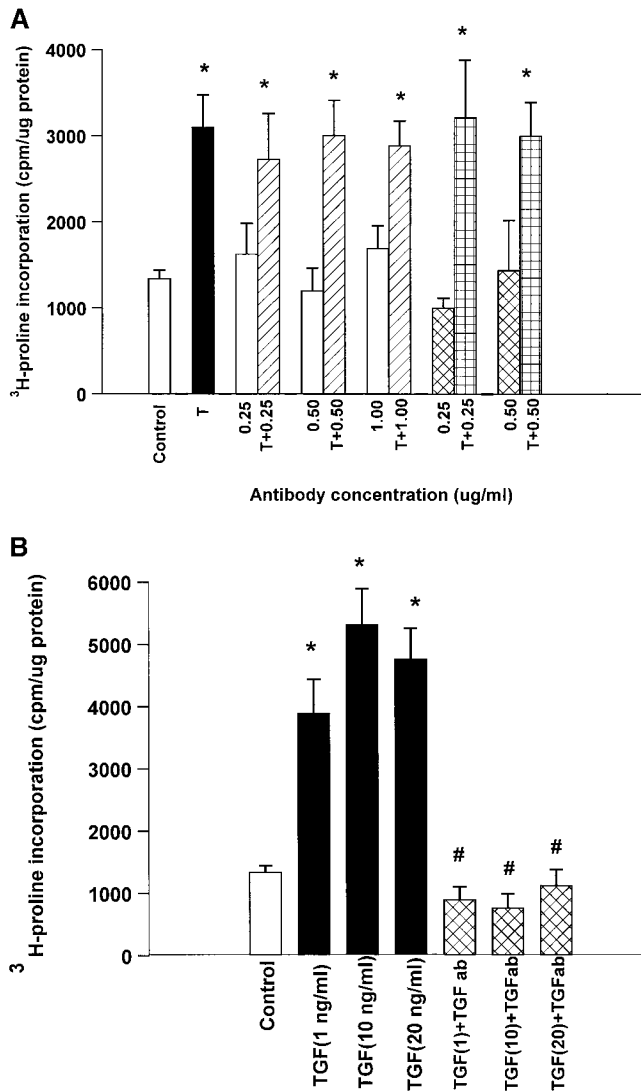 A
4000
3000
2000
1000
0
3H-proline incorporation (cpm/ug protein)
* * * * * *
Control
T
0.25
T+0.25
0.50
T+0.50
1.00
T+1.00
0.25
T+0.25
0.50
T+0.50
Antibody concentration (ug/ml)
B
6000
5000
4000
3000
2000
1000
0
3 H-proline incorporation (cpm/ug protein)
* * *
# # #
Control
TGF(1 ng/ml)
TGF(10 ng/ml)
TGF(20 ng/ml)
TGF(1)+TGF ab
TGF(10)+TGFab
TGF(20)+TGFab